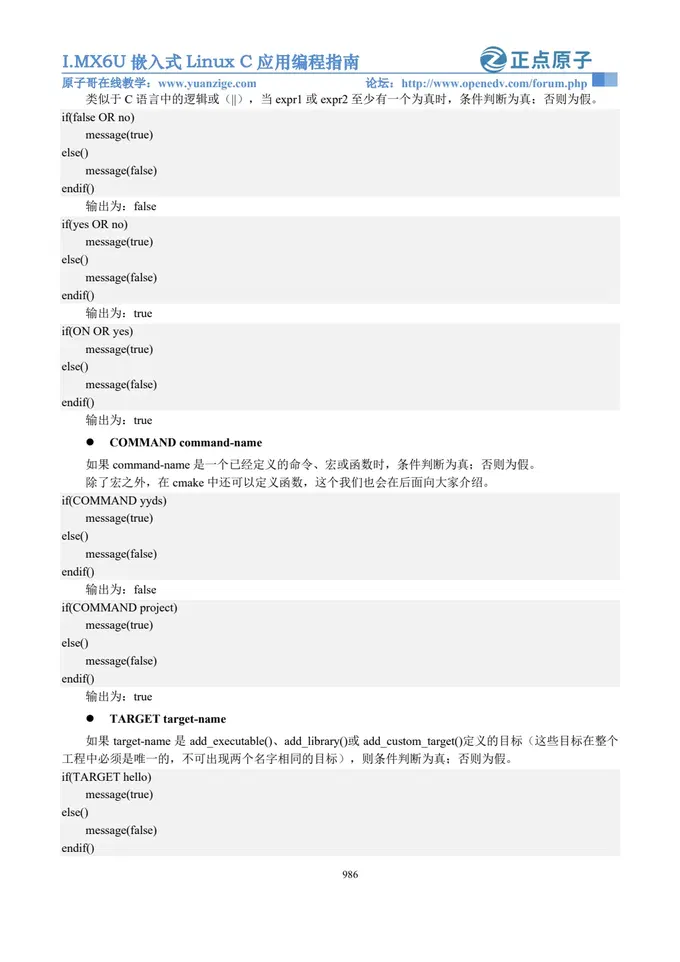 I.MX6U 嵌入式 Linux C 应用编程指南
正点原子
原子哥在线教学：www.yuanzige.com 论坛：http://www.openedv.com/forum.php
类似于 C 语言中的逻辑或（||），当 expr1 或 expr2 至少有一个为真时，条件判断为真；否则为假。
if(false OR no)
message(true)
else()
message(false)
endif()
输出为：false
if(yes OR no)
message(true)
else()
message(false)
endif()
输出为：true
if(ON OR yes)
message(true)
else()
message(false)
endif()
输出为：true
● COMMAND command-name
如果 command-name 是一个已经定义的命令、宏或函数时，条件判断为真；否则为假。
除了宏之外，在 cmake 中还可以定义函数，这个我们也会在后面向大家介绍。
if(COMMAND yyds)
message(true)
else()
message(false)
endif()
输出为：false
if(COMMAND project)
message(true)
else()
message(false)
endif()
输出为：true
● TARGET target-name
如果 target-name 是 add_executable()、add_library()或 add_custom_target()定义的目标（这些目标在整个
工程中必须是唯一的，不可出现两个名字相同的目标），则条件判断为真；否则为假。
if(TARGET hello)
message(true)
else()
message(false)
endif()
986